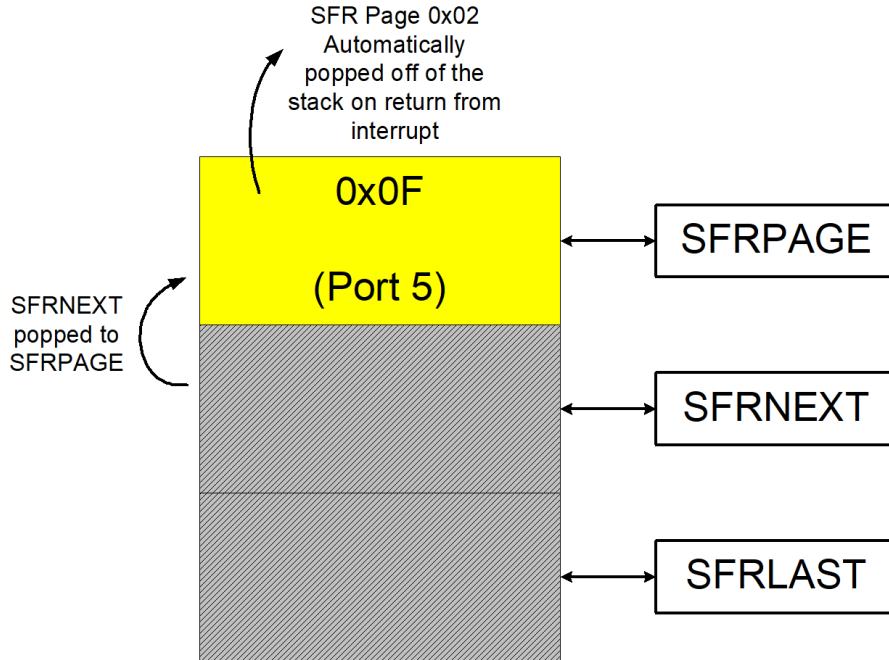 SFR Page 0x02
Automatically
popped off of the
stack on return from
interrupt
0x0F
(Port 5)
SFRPAGE
SFRNEXT
popped to
SFRPAGE
SFRNEXT
SFRLAST